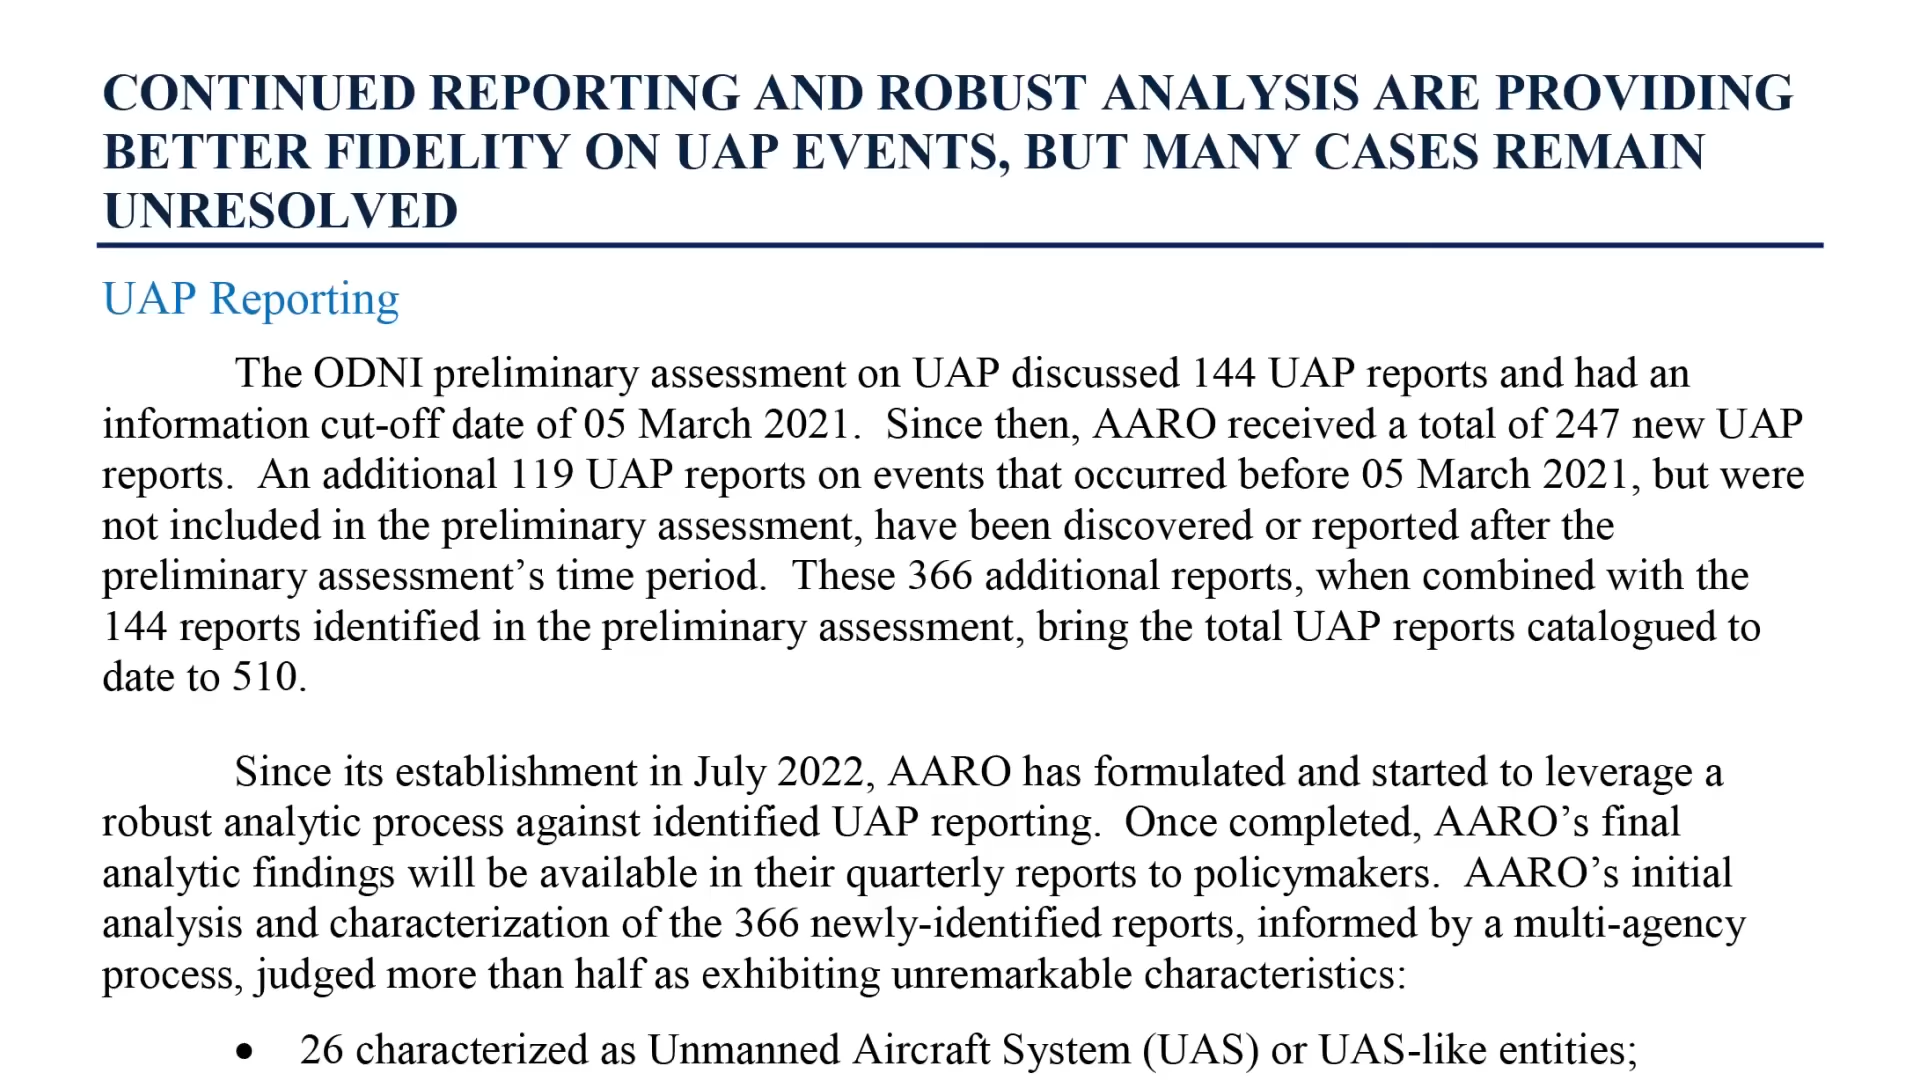 CONTINUED REPORTING AND ROBUST ANALYSIS ARE PROVIDING
BETTER FIDELITY ON UAP EVENTS, BUT MANY CASES REMAIN
UNRESOLVED
UAP Reporting
The ODNI preliminary assessment on UAP discussed 144 UAP reports and had an
information cut-off date of 05 March 2021.  Since then, AARO received a total of 247 new UAP
reports.  An additional 119 UAP reports on events that occurred before 05 March 2021, but were
not included in the preliminary assessment, have been discovered or reported after the
preliminary assessment’s time period.  These 366 additional reports, when combined with the
144 reports identified in the preliminary assessment, bring the total UAP reports catalogued to
date to 510.
Since its establishment in July 2022, AARO has formulated and started to leverage a
robust analytic process against identified UAP reporting.  Once completed, AARO’s final
analytic findings will be available in their quarterly reports to policymakers.  AARO’s initial
analysis and characterization of the 366 newly-identified reports, informed by a multi-agency
process, judged more than half as exhibiting unremarkable characteristics:
• 26 characterized as Unmanned Aircraft System (UAS) or UAS-like entities;